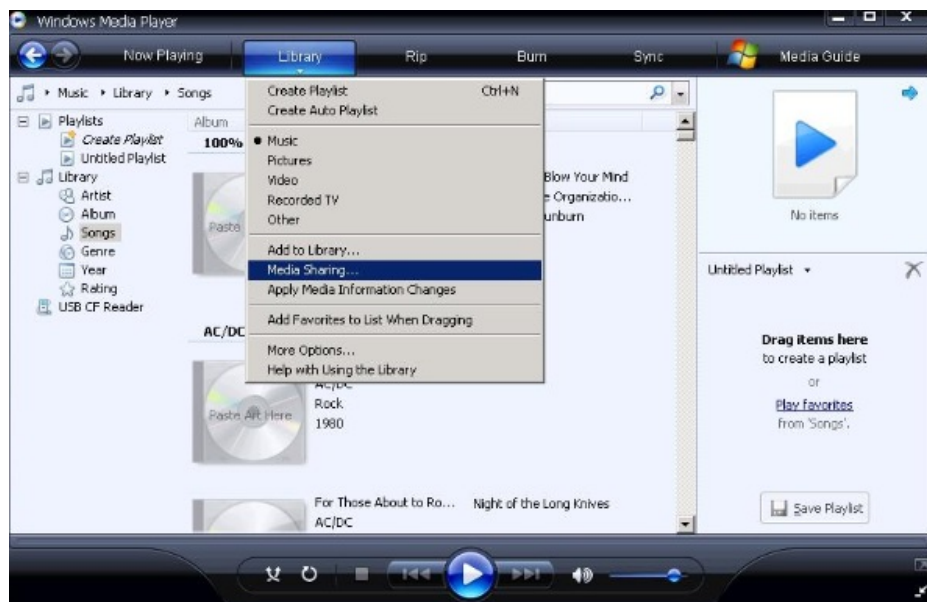 Windows Media Player
Now Playing
Library
Rip
Burn
Sync
Media Guide
Music Library Songs
Playlists
Create Playlist
Untitled Playlist
Library
Artist
Album
Songs
Genre
Year
Rating
USB CF Reader
Create Playlist Ctrl+N
Create Auto Playlist
Music
Pictures
Video
Recorded TV
Other
Add to Library...
Media Sharing...
Apply Media Information Changes
Add Favorites to List When Dragging
More Options...
Help with Using the Library
Album
100%
Blow Your Mind
Organizatio...
Paste
AC/DC
AC/DC
Rock
1980
Paste Art Here
For Those About to Ro... Night of the Long Knives
AC/DC
No items
Untitled Playlist
Drag items here
to create a playlist
or
Play favorites
from 'Songs'.
Save Playlist